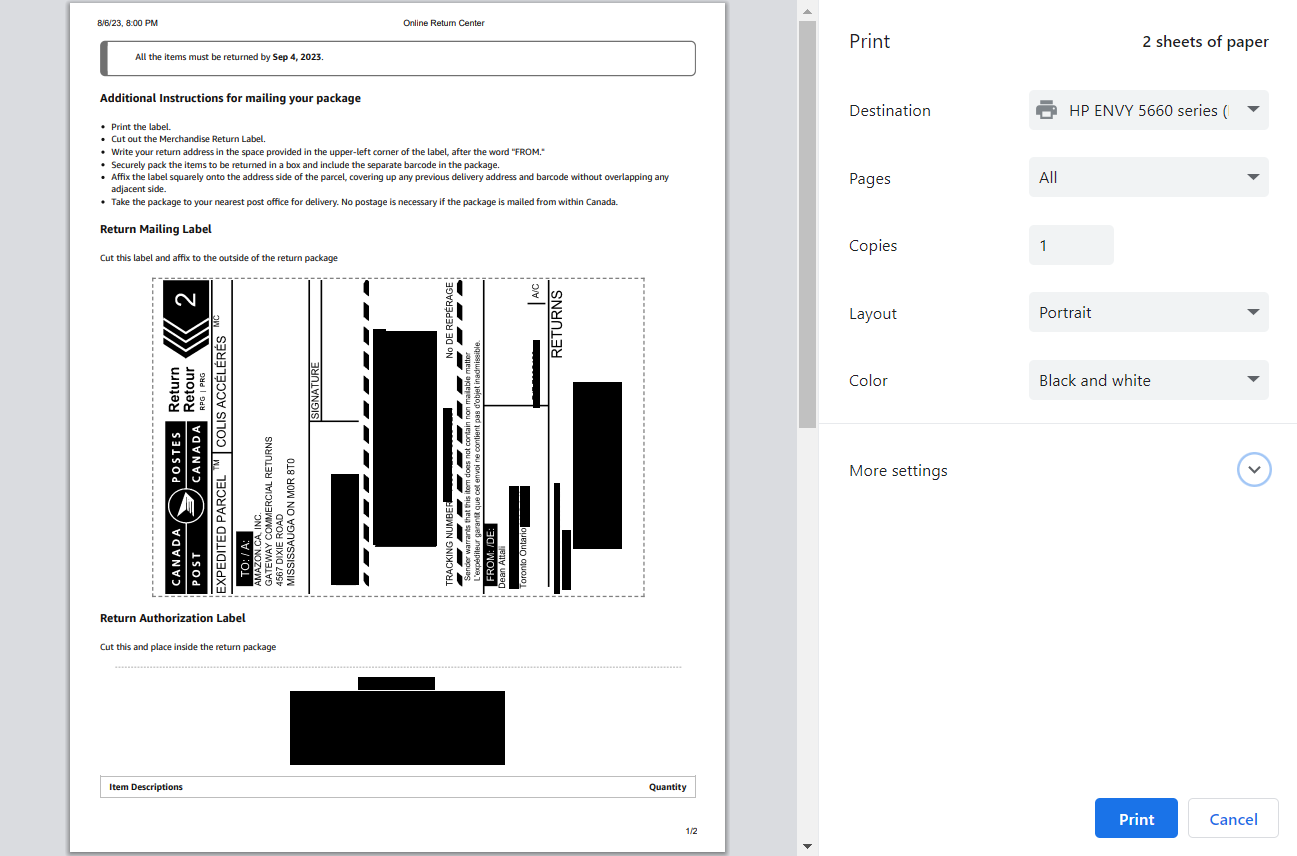 8/6/23, 8:00 PM
Online Return Center
All the items must be returned by Sep 4, 2023.
Additional Instructions for mailing your package
• Print the label.
• Cut out the Merchandise Return Label.
• Write your return address in the space provided in the upper-left corner of the label, after the word "FROM."
• Securely pack the items to be returned in a box and include the separate barcode in the package.
• Affix the label squarely onto the address side of the parcel, covering up any previous delivery address and barcode without overlapping any
adjacent side.
• Take the package to your nearest post office for delivery. No postage is necessary if the package is mailed from within Canada.
Return Mailing Label
Cut this label and affix to the outside of the return package
CANADA POSTES
POST CANADA
Return
Retour
RPG | PRG
2
EXPEDITED PARCEL TM COLIS ACCÉLÉRÉS MC
TO: / A:
AMAZON.CA, INC.
GATEWAY COMMERCIAL RETURNS
4567 DIXIE ROAD
MISSISSAUGA ON M0R 8T0
SIGNATURE
TRACKING NUMBER
No DE REPÉRAGE
Sender warrants that this item does not contain non mailable matter
L'expéditeur garantit que cet envoi ne contient pas d'objet inadmissible.
FROM: /DE:
Dean Attali
Toronto Ontario
A/C
RETURNS
Return Authorization Label
Cut this and place inside the return package
Item Descriptions
Quantity
1/2
Print
2 sheets of paper
Destination
HP ENVY 5660 series (
Pages
All
Copies
1
Layout
Portrait
Color
Black and white
More settings
Print
Cancel